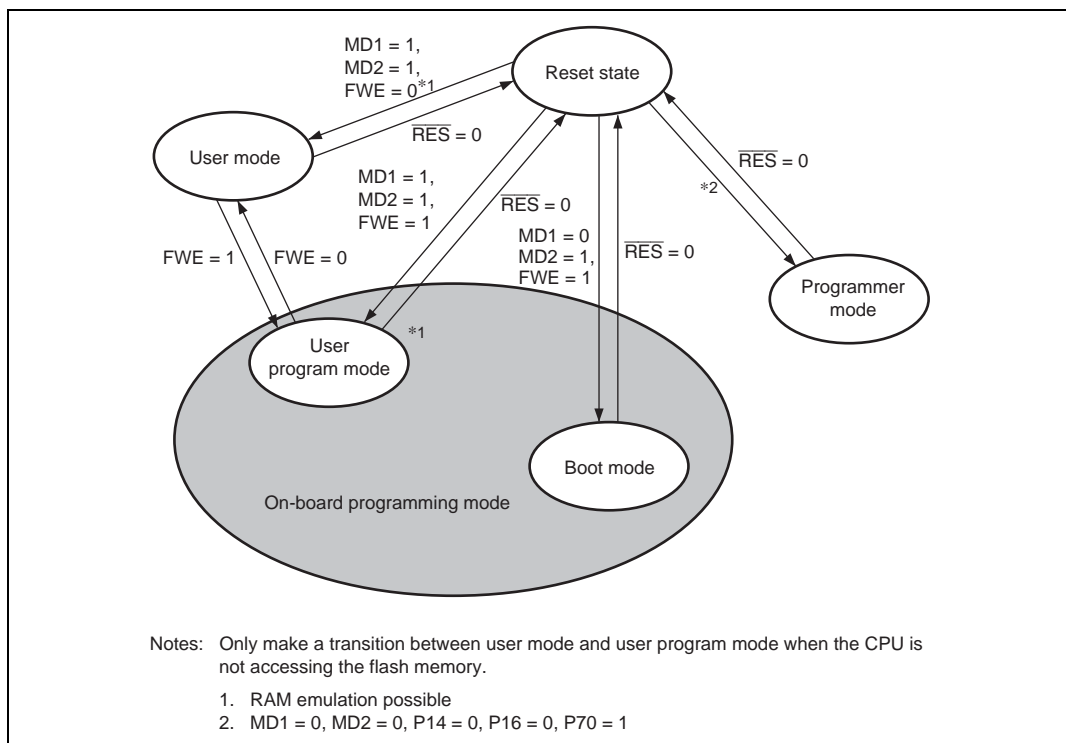 MD1 = 1,
MD2 = 1,
FWE = 0*1
Reset state
User mode
RES = 0
MD1 = 1,
MD2 = 1,
FWE = 1
RES = 0
RES = 0
*2
MD1 = 0
MD2 = 1,
FWE = 1
RES = 0
FWE = 1
FWE = 0
Programmer
mode
User
program mode
*1
Boot mode
On-board programming mode
Notes: Only make a transition between user mode and user program mode when the CPU is
not accessing the flash memory.
1. RAM emulation possible
2. MD1 = 0, MD2 = 0, P14 = 0, P16 = 0, P70 = 1